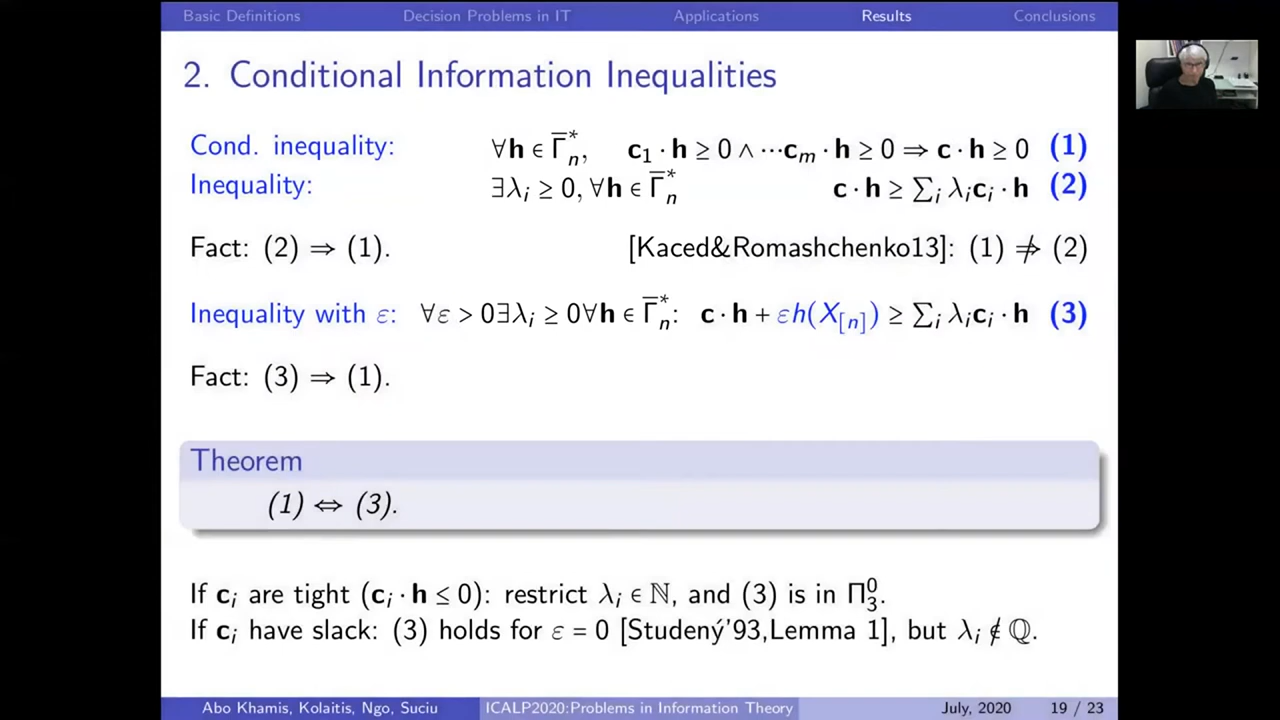 Basic Definitions Decision Problems in IT Applications Results Conclusions
2. Conditional Information Inequalities
Cond. inequality: ∀𝐡 ∈ Γ̅*ₙ, 𝐜₁ · 𝐡 ≥ 0 ∧ ···𝐜ₘ · 𝐡 ≥ 0 ⇒ 𝐜 · 𝐡 ≥ 0 (1)
Inequality: ∃λᵢ ≥ 0, ∀𝐡 ∈ Γ̅*ₙ 𝐜 · 𝐡 ≥ ∑ᵢ λᵢ𝐜ᵢ · 𝐡 (2)
Fact: (2) ⇒ (1). [Kaced&Romashchenko13]: (1) ⇏ (2)
Inequality with ε: ∀ε > 0∃λᵢ ≥ 0∀𝐡 ∈ Γ̅*ₙ: 𝐜 · 𝐡 + εh(X_[n]) ≥ ∑ᵢ λᵢ𝐜ᵢ · 𝐡 (3)
Fact: (3) ⇒ (1).
Theorem
(1) ⇔ (3).
If 𝐜ᵢ are tight (𝐜ᵢ · 𝐡 ≤ 0): restrict λᵢ ∈ ℕ, and (3) is in Π⁰₃.
If 𝐜ᵢ have slack: (3) holds for ε = 0 [Studený'93,Lemma 1], but λᵢ ∉ ℚ.
Abo Khamis, Kolaitis, Ngo, Suciu ICALP2020:Problems in Information Theory July, 2020 19 / 23